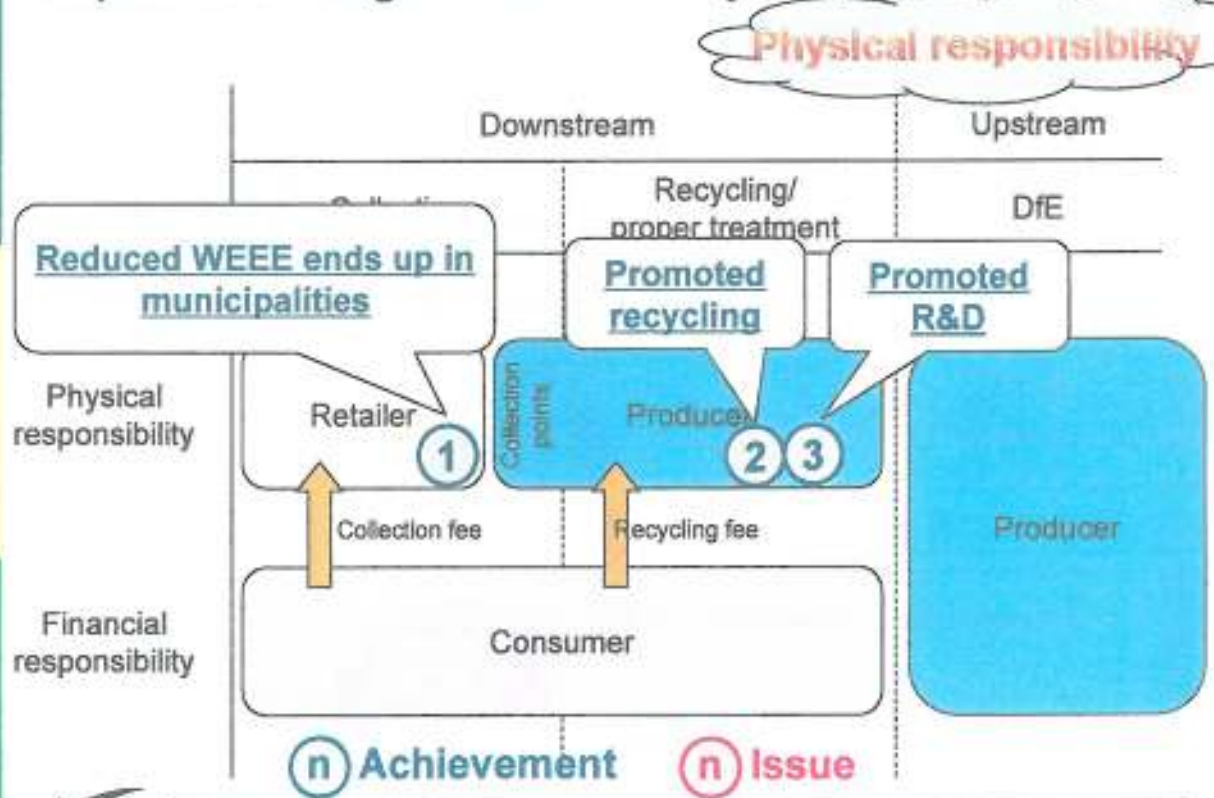 Physical responsibility
Downstream
Upstream
Recycling/
proper treatment
DfE
Reduced WEEE ends up in
municipalities
Promoted
recycling
Promoted
R&D
Physical
responsibility
Retailer
1
Collection
points
Producer
2
3
Collection fee
Recycling fee
Producer
Financial
responsibility
Consumer
n Achievement
n Issue